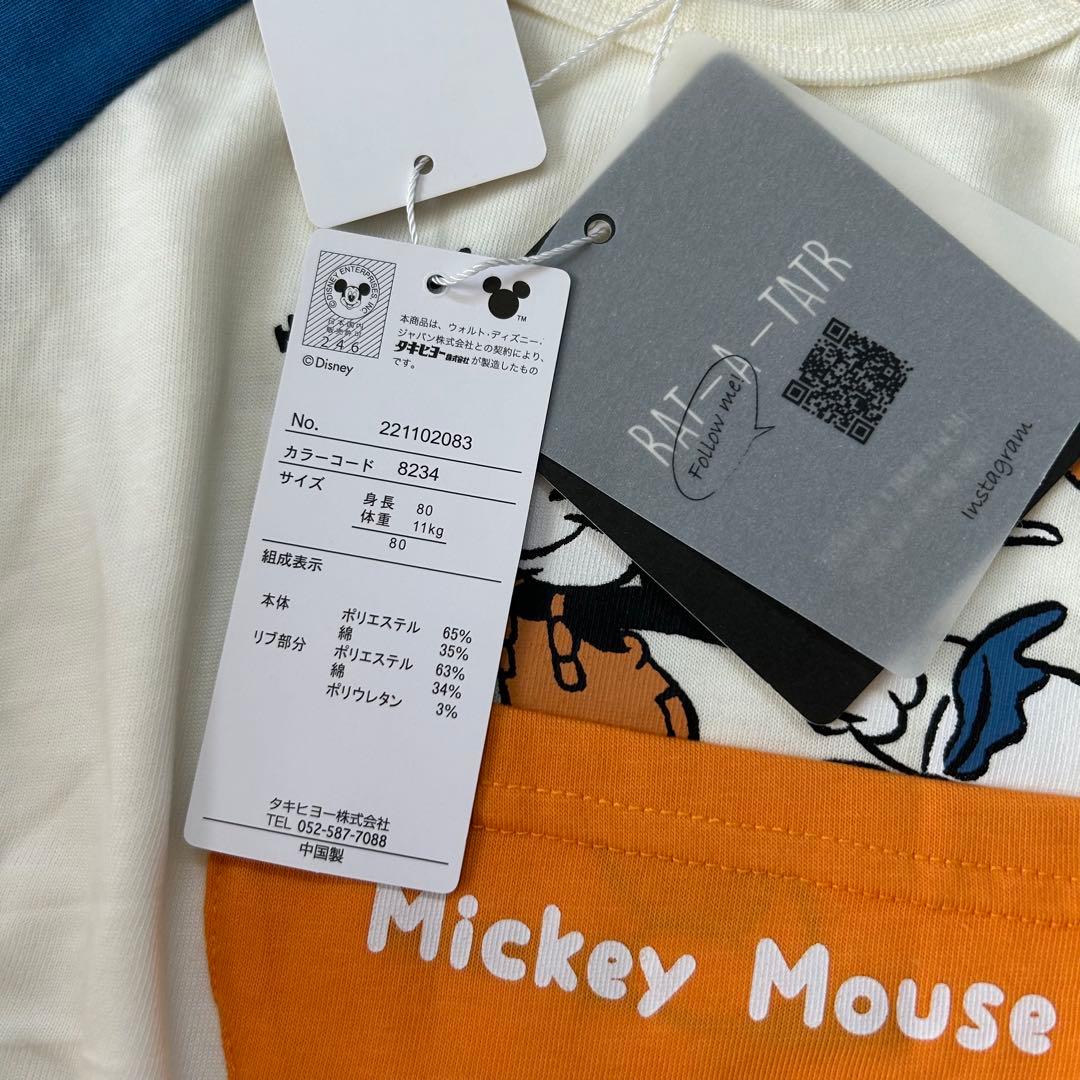 ©DISNEY ENTERPRISES, INC.
日本国内
販売許可
246
©Disney
TM
本商品は、ウォルト・ディズニー・
ジャパン株式会社との契約により、
タキヒヨー株式会社が製造したもの
です。
No. 221102083
カラーコード 8234
サイズ
身長 80
体重 11kg
80
組成表示
本体 ポリエステル 65%
綿 35%
リブ部分 ポリエステル 63%
綿 34%
ポリウレタン 3%
タキヒヨー株式会社
TEL 052-587-7088
中国製
RAT-A-TATR
Follow me!
Instagram
Mickey Mouse